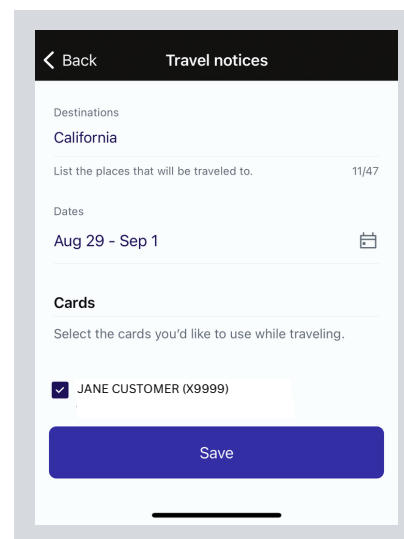 Back Travel notices
Destinations
California
List the places that will be traveled to. 11/47
Dates
Aug 29 - Sep 1
Cards
Select the cards you’d like to use while traveling.
JANE CUSTOMER (X9999)
Save